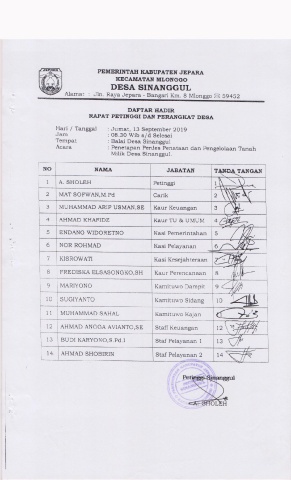 PEMERINTAH KABUPATEN JEPARA
KECAMATAN MLONGGO
DESA SINANGGUL
Alamat : Jln. Raya Jepara - Bangsri Km. 8 Mlonggo 59452
DAFTAR HADIR
RAPAT PETINGGI DAN PERANGKAT DESA
Hari / Tanggal : Jumat, 13 September 2019
Jam : 08.30 Wib s/d Selesai
Tempat : Balai Desa Sinanggul
Acara : Penetapan Perdes Penataan dan Pengelolaan Tanah
Milik Desa Sinanggul.
NO NAMA JABATAN TANDA TANGAN
1 A. SHOLEH Petinggi 1
2 MAT SOFWAN,M.Pd Carik 2
3 MUHAMMAD ARIF USMAN,SE Kaur Keuangan 3
4 AHMAD KHAFIDZ Kaur TU & UMUM 4
5 ENDANG WIDORETNO Kasi Pemerintahan 5
6 NOR ROHMAD Kasi Pelayanan 6
7 KISROWATI Kasi Kesejahteraan 7
8 FREDISKA ELSASONGKO,SH Kaur Perencanaan 8
9 MARIYONO Kamituwo Dampit 9
10 SUGIYANTO Kamituwo Sidang 10
11 MUHAMMAD SAHAL Kamituwo Kajan
12 AHMAD ANGGA AVIANTO,SE Staff Keuangan 12
13 BUDI KARYONO,S.Pd.I Staf Pelayanan 1 13
14 AHMAD SHOBIRIN Staf Pelayanan 2 14
Petinggi Sinanggul
A. SHOLEH